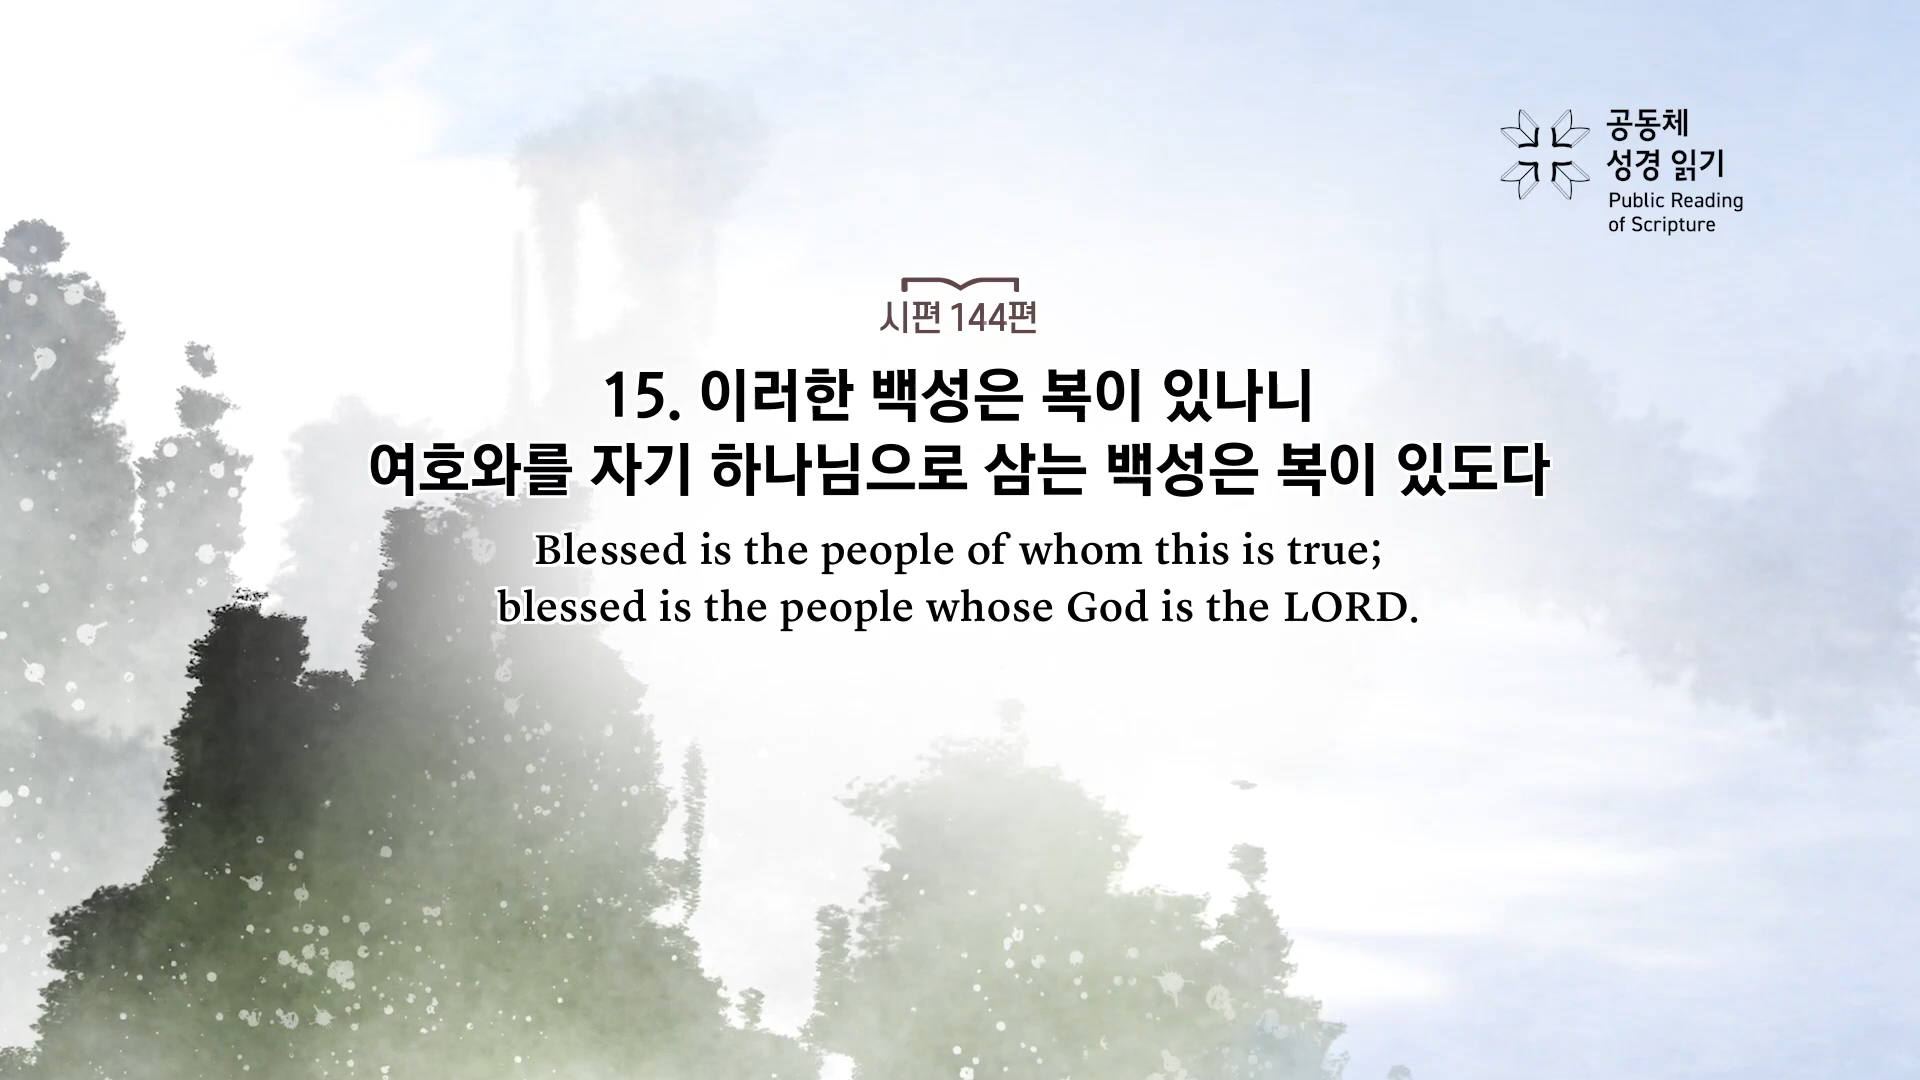 공동체
성경 읽기
Public Reading
of Scripture
시편 144편
15. 이러한 백성은 복이 있나니
여호와를 자기 하나님으로 삼는 백성은 복이 있도다
Blessed is the people of whom this is true;
blessed is the people whose God is the LORD.